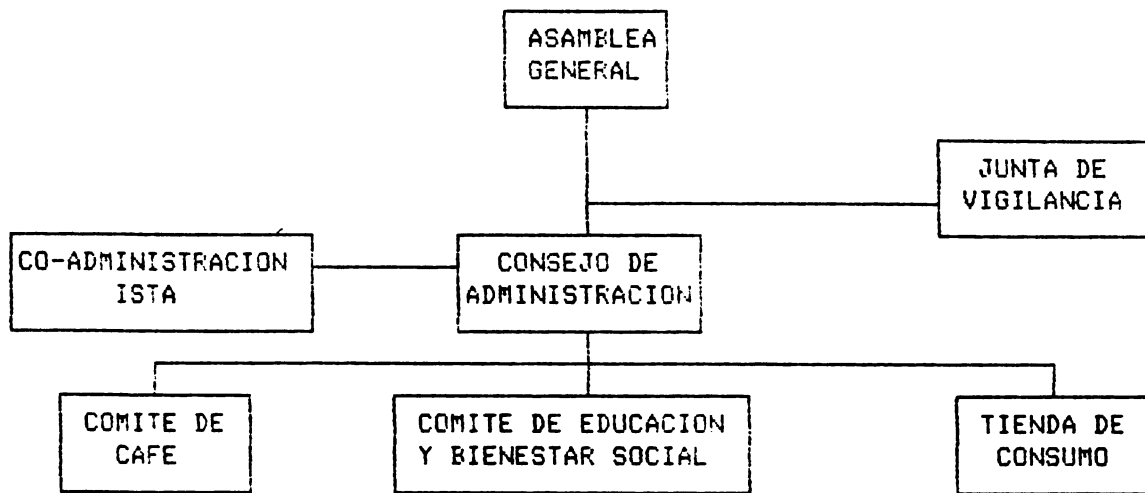 ASAMBLEA
GENERAL
JUNTA DE
VIGILANCIA
CO-ADMINISTRACION
ISTA
CONSEJO DE
ADMINISTRACION
COMITE DE
CAFE
COMITE DE EDUCACION
Y BIENESTAR SOCIAL
TIENDA DE
CONSUMO